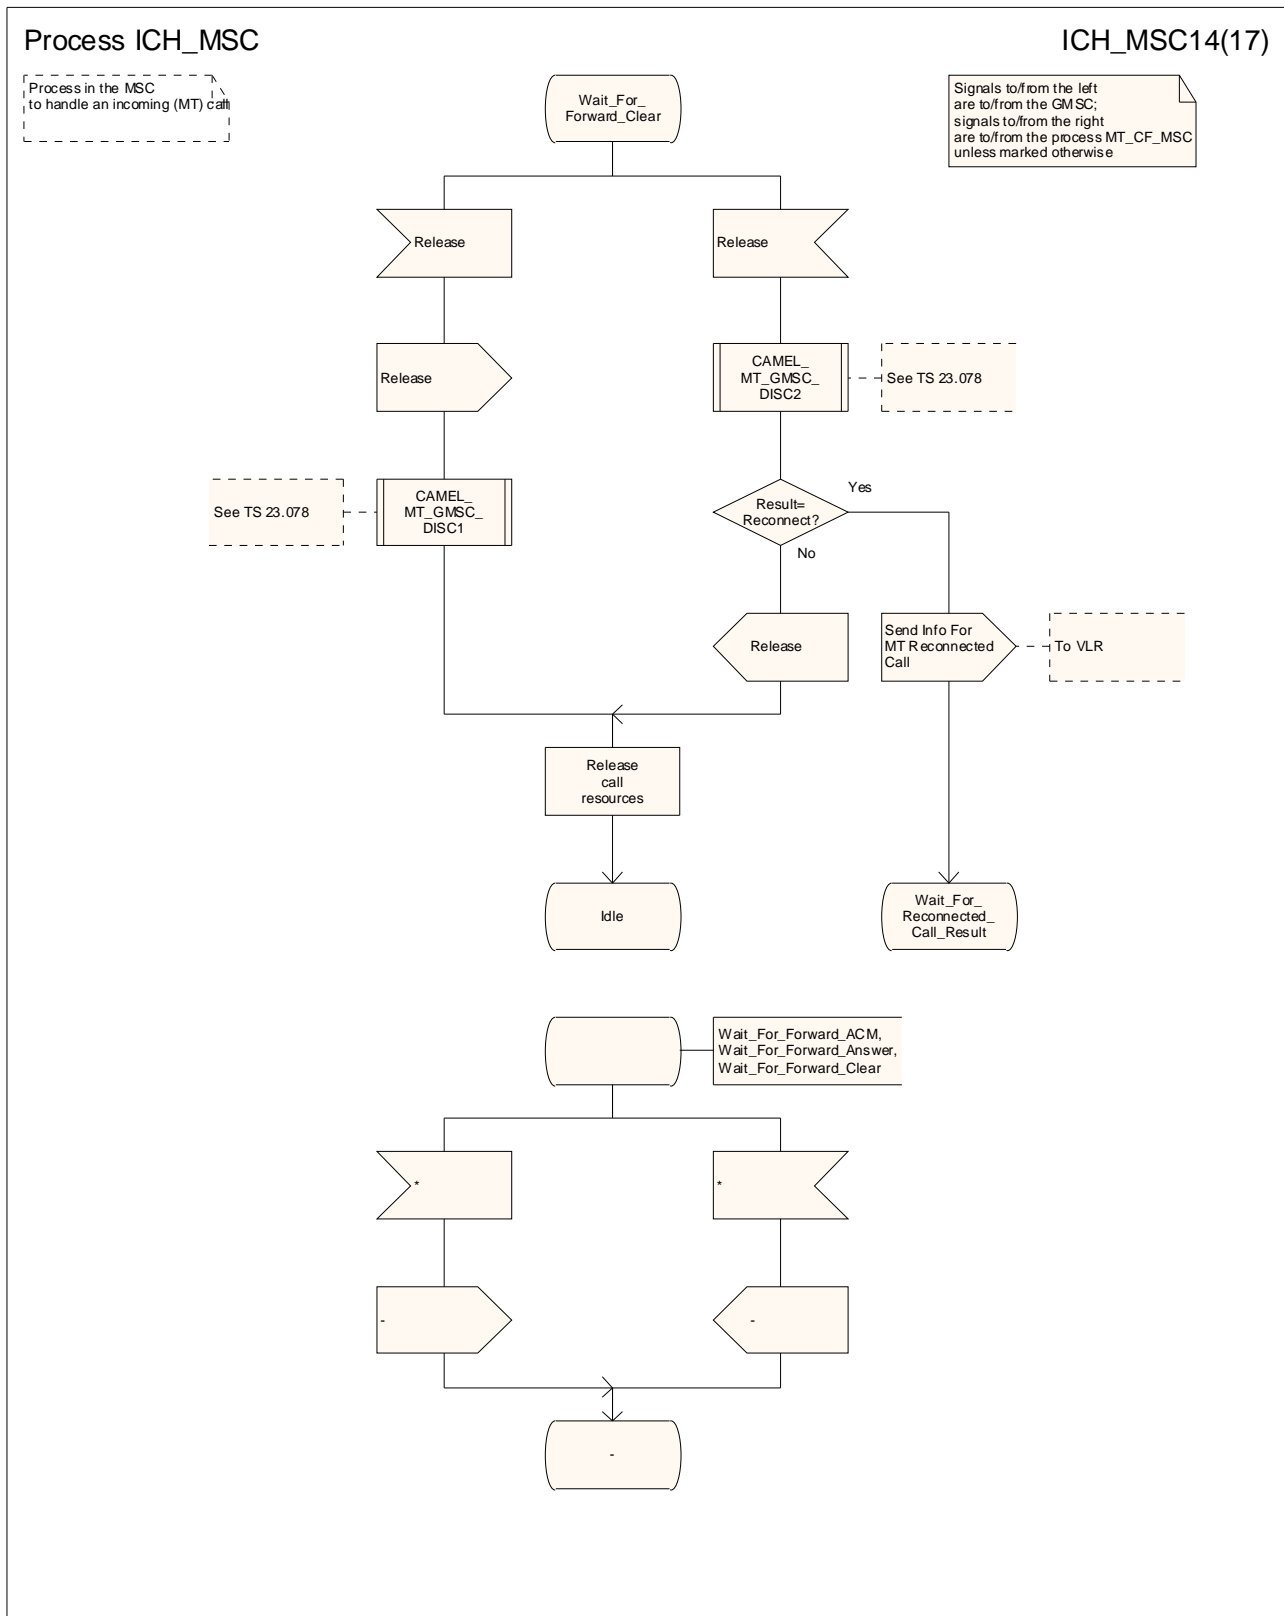 Process ICH_MSC
ICH_MSC14(17)
Process in the MSC
to handle an incoming (MT) call
Signals to/from the left
are to/from the GMSC;
signals to/from the right
are to/from the process MT_CF_MSC
unless marked otherwise
Wait_For_
Forward_Clear
Release
Release
Release
CAMEL_
MT_GMSC_
DISC2
See TS 23.078
See TS 23.078
CAMEL_
MT_GMSC_
DISC1
Result=
Reconnect?
Yes
No
Release
Send Info For
MT Reconnected
Call
To VLR
Release
call
resources
Idle
Wait_For_
Reconnected_
Call_Result
Wait_For_Forward_ACM,
Wait_For_Forward_Answer,
Wait_For_Forward_Clear
*
*
-
-
-